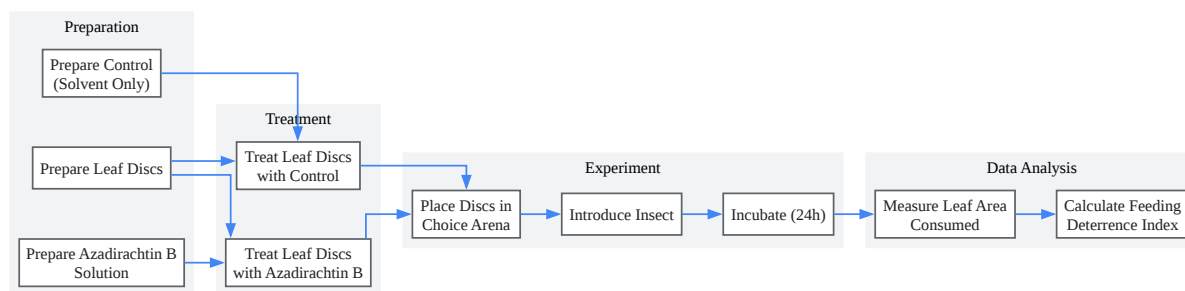 Preparation
Prepare Control
(Solvent Only)
Prepare Leaf Discs
Prepare Azadirachtin B
Solution
Treatment
Treat Leaf Discs
with Control
Treat Leaf Discs
with Azadirachtin B
Experiment
Place Discs in
Choice Arena
Introduce Insect
Incubate (24h)
Data Analysis
Measure Leaf Area
Consumed
Calculate Feeding
Deterrence Index